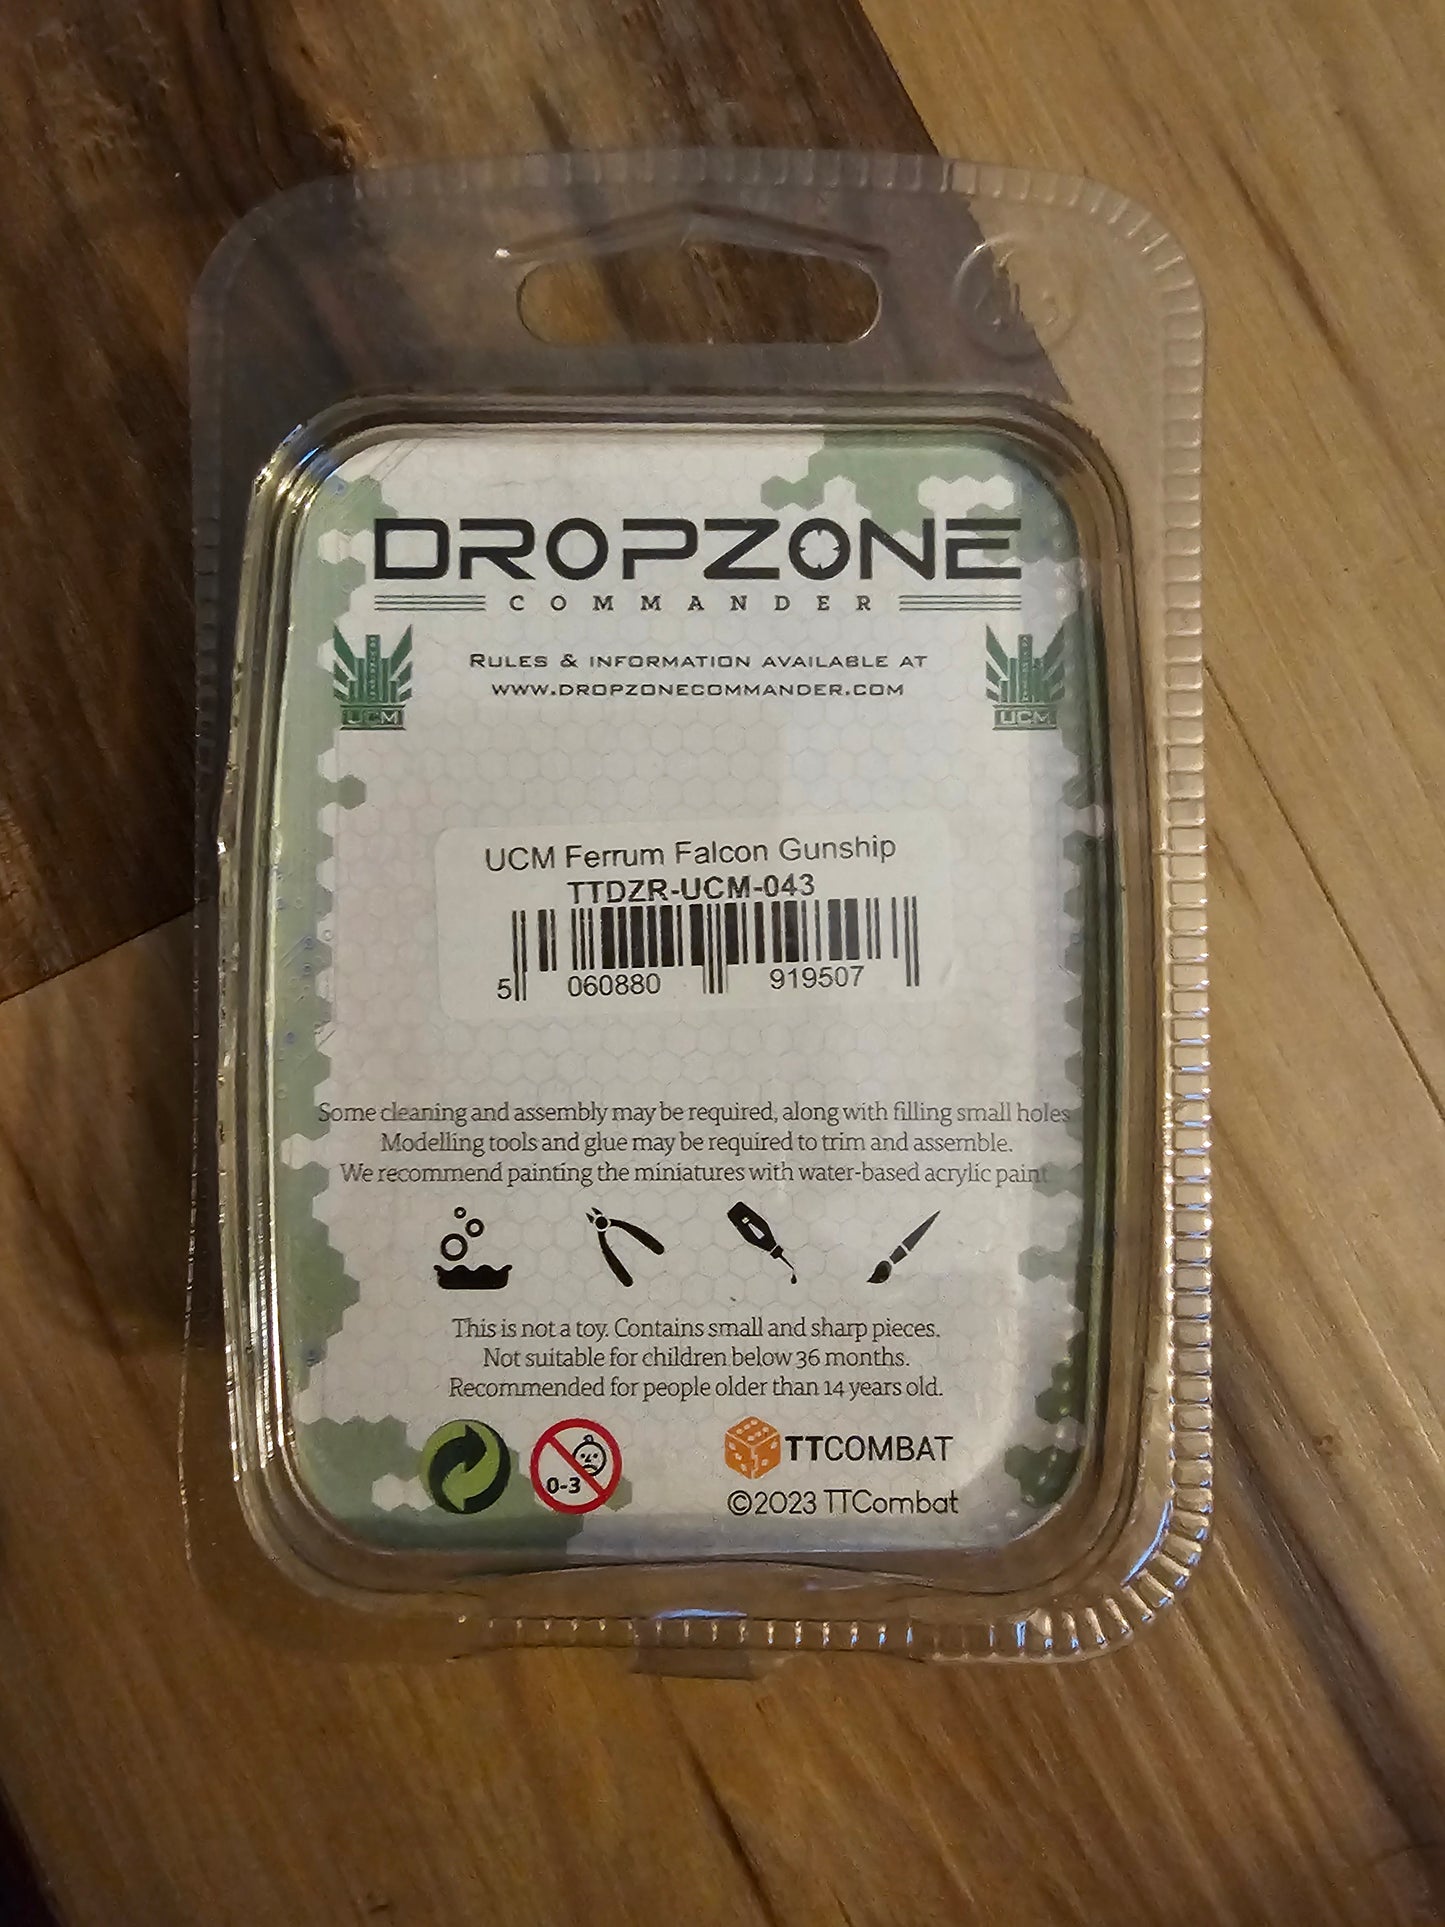 DROPZONE
COMMANDER
RULES & INFORMATION AVAILABLE AT
WWW.DROPZONECOMMANDER.COM
UCM
UCM
UCM Ferrum Falcon Gunship
TTDZR-UCM-043
5 060880 919507
Some cleaning and assembly may be required, along with filling small holes
Modelling tools and glue may be required to trim and assemble.
We recommend painting the miniatures with water-based acrylic paint
This is not a toy. Contains small and sharp pieces.
Not suitable for children below 36 months.
Recommended for people older than 14 years old.
0-3
TTCOMBAT
©2023 TTCombat